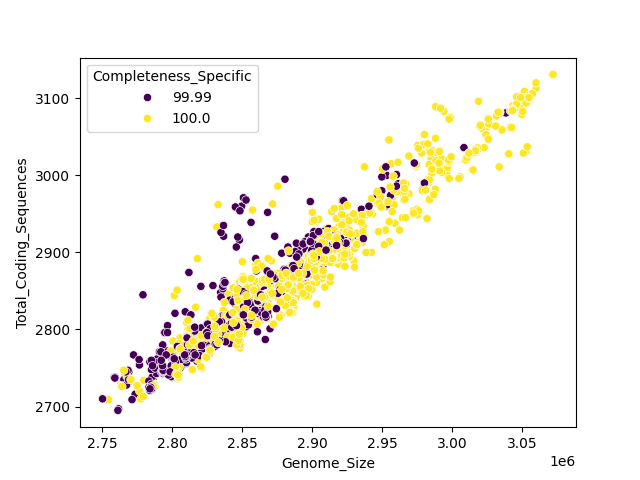 Completeness_Specific
99.99
100.0
3100
3000
2900
2800
2700
Total_Coding_Sequences
2.75 2.80 2.85 2.90 2.95 3.00 3.05
1e6
Genome_Size